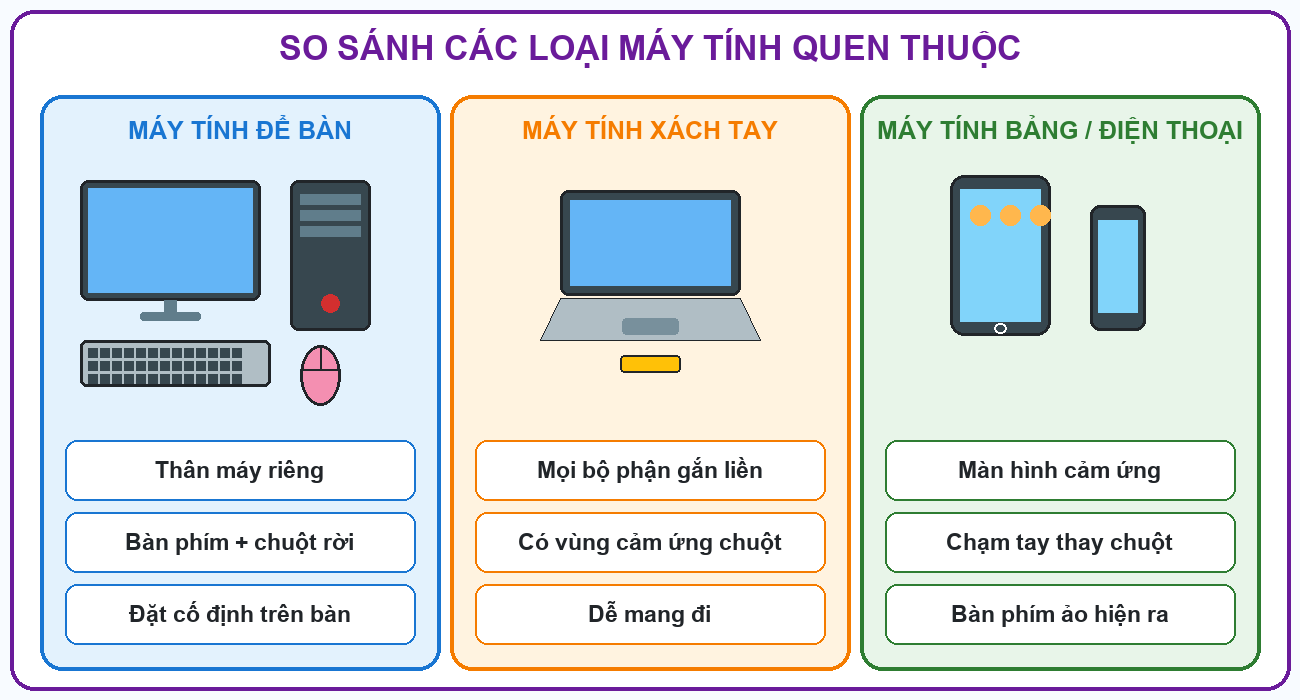 SO SÁNH CÁC LOẠI MÁY TÍNH QUEN THUỘC
MÁY TÍNH ĐỂ BÀN
Thân máy riêng
Bàn phím + chuột rời
Đặt cố định trên bàn
MÁY TÍNH XÁCH TAY
Mọi bộ phận gắn liền
Có vùng cảm ứng chuột
Dễ mang đi
MÁY TÍNH BẢNG / ĐIỆN THOẠI
Màn hình cảm ứng
Chạm tay thay chuột
Bàn phím ảo hiện ra